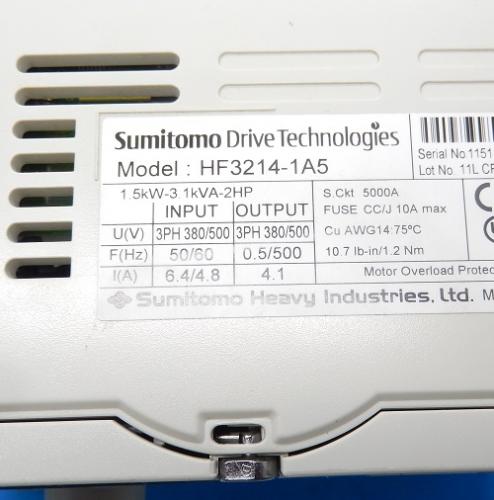 Sumitomo Drive Technologies
Model : HF3214-1A5
Serial No 1151
Lot No. 11L CF
1.5kW-3.1kVA-2HP
S.Ckt 5000A
INPUT OUTPUT
FUSE CC/J 10A max
U(V) 3PH 380/500 3PH 380/500
Cu AWG14:75°C
F(Hz) 50/60 0.5/500
10.7 lb-in/1.2 Nm
I(A) 6.4/4.8 4.1
Motor Overload Protec
Sumitomo Heavy Industries, Ltd. M